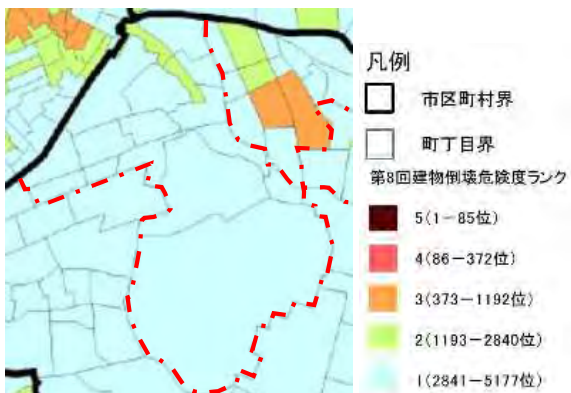 凡例
市区町村界
町丁目界
第8回建物倒壊危険度ランク
5(1-85位)
4(86-372位)
3(373-1192位)
2(1193-2840位)
1(2841-5177位)